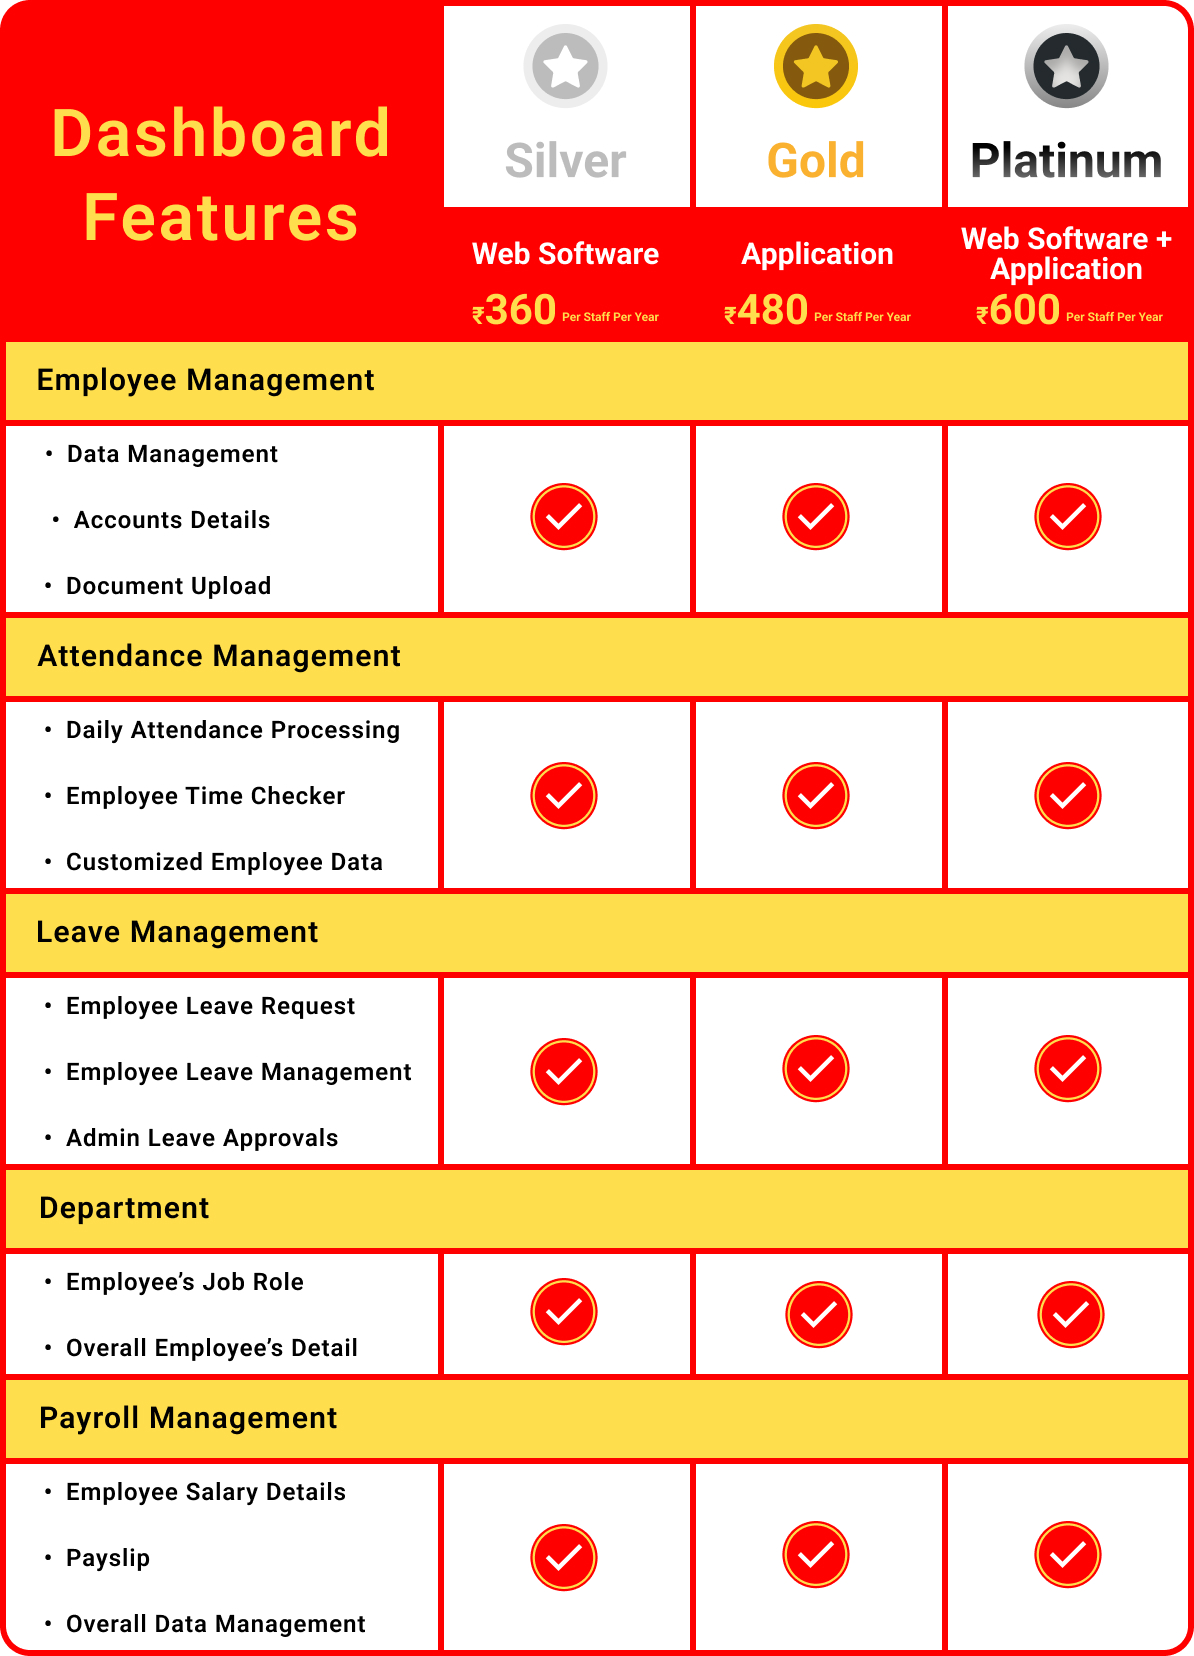 Dashboard
Features
Silver
Gold
Platinum
Web Software
₹360 Per Staff Per Year
Application
₹480 Per Staff Per Year
Web Software +
Application
₹600 Per Staff Per Year
Employee Management
• Data Management
• Accounts Details
• Document Upload
Attendance Management
• Daily Attendance Processing
• Employee Time Checker
• Customized Employee Data
Leave Management
• Employee Leave Request
• Employee Leave Management
• Admin Leave Approvals
Department
• Employee’s Job Role
• Overall Employee’s Detail
Payroll Management
• Employee Salary Details
• Payslip
• Overall Data Management